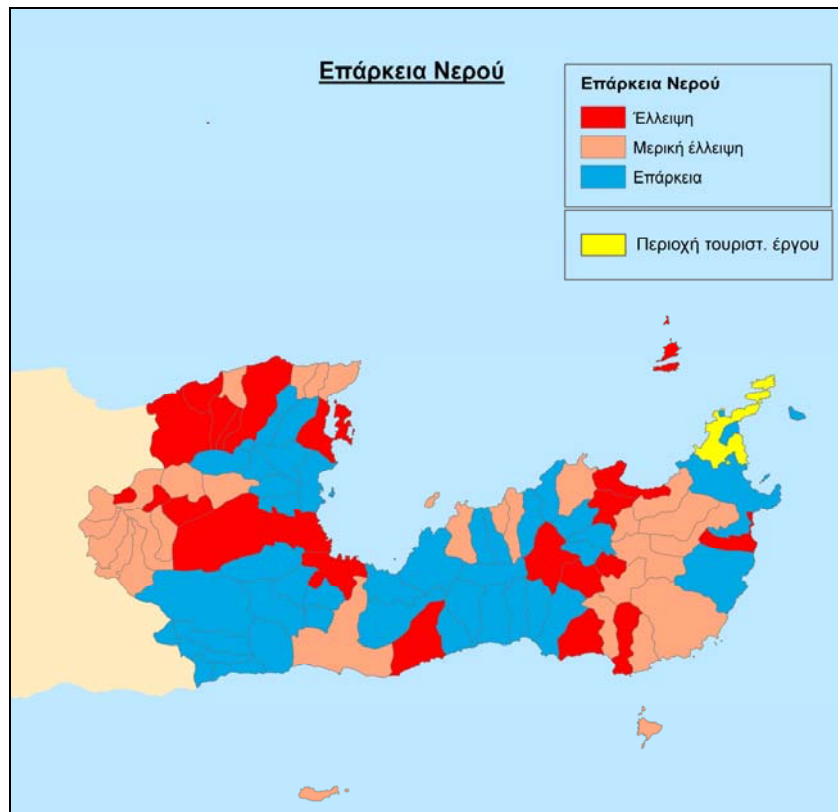 Επάρκεια Νερού
Επάρκεια Νερού
Έλλειψη
Μερική έλλειψη
Επάρκεια
Περιοχή τουριστ. έργου